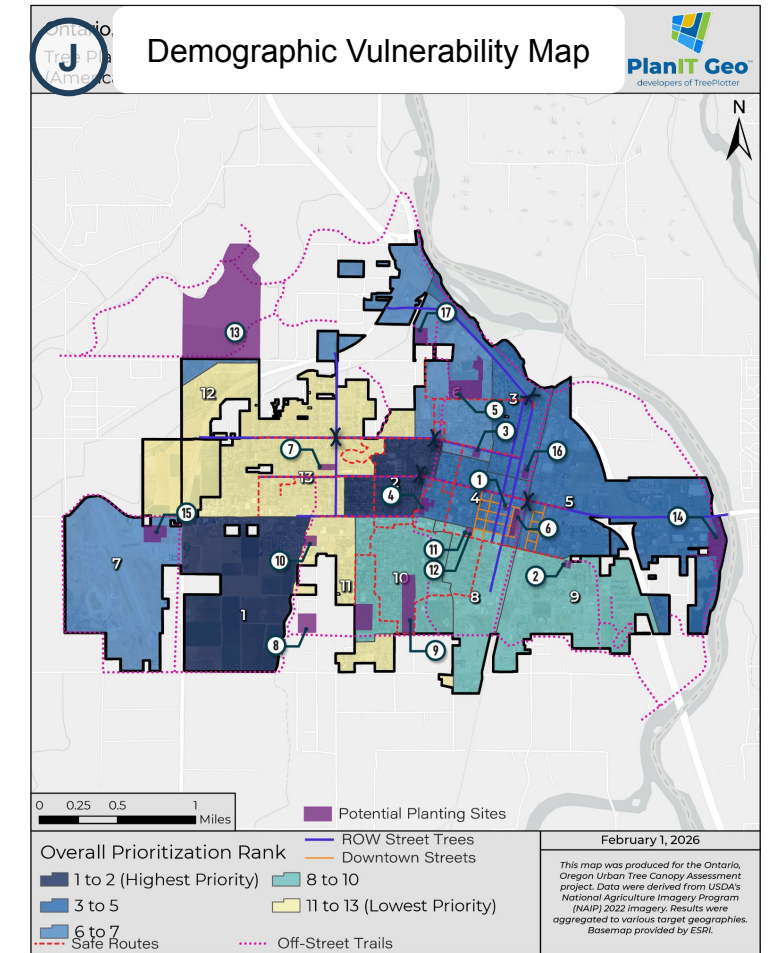 Ontario,
J
Demographic Vulnerability Map
PlanIT Geo
developers of TreePlotter
N
13
17
12
6
5
3
3
7
13
2
1
16
4
4
5
15
6
14
7
10
11
12
11
10
2
1
8
9
8
9
0 0.25 0.5 1
Miles
Potential Planting Sites
ROW Street Trees
Downtown Streets
Overall Prioritization Rank
1 to 2 (Highest Priority)
8 to 10
3 to 5
11 to 13 (Lowest Priority)
6 to 7
Safe Routes
Off-Street Trails
February 1, 2026
This map was produced for the Ontario,
Oregon Urban Tree Canopy Assessment
project. Data were derived from USDA's
National Agriculture Imagery Program
(NAIP) 2022 imagery. Results were
aggregated to various target geographies.
Basemap provided by ESRI.